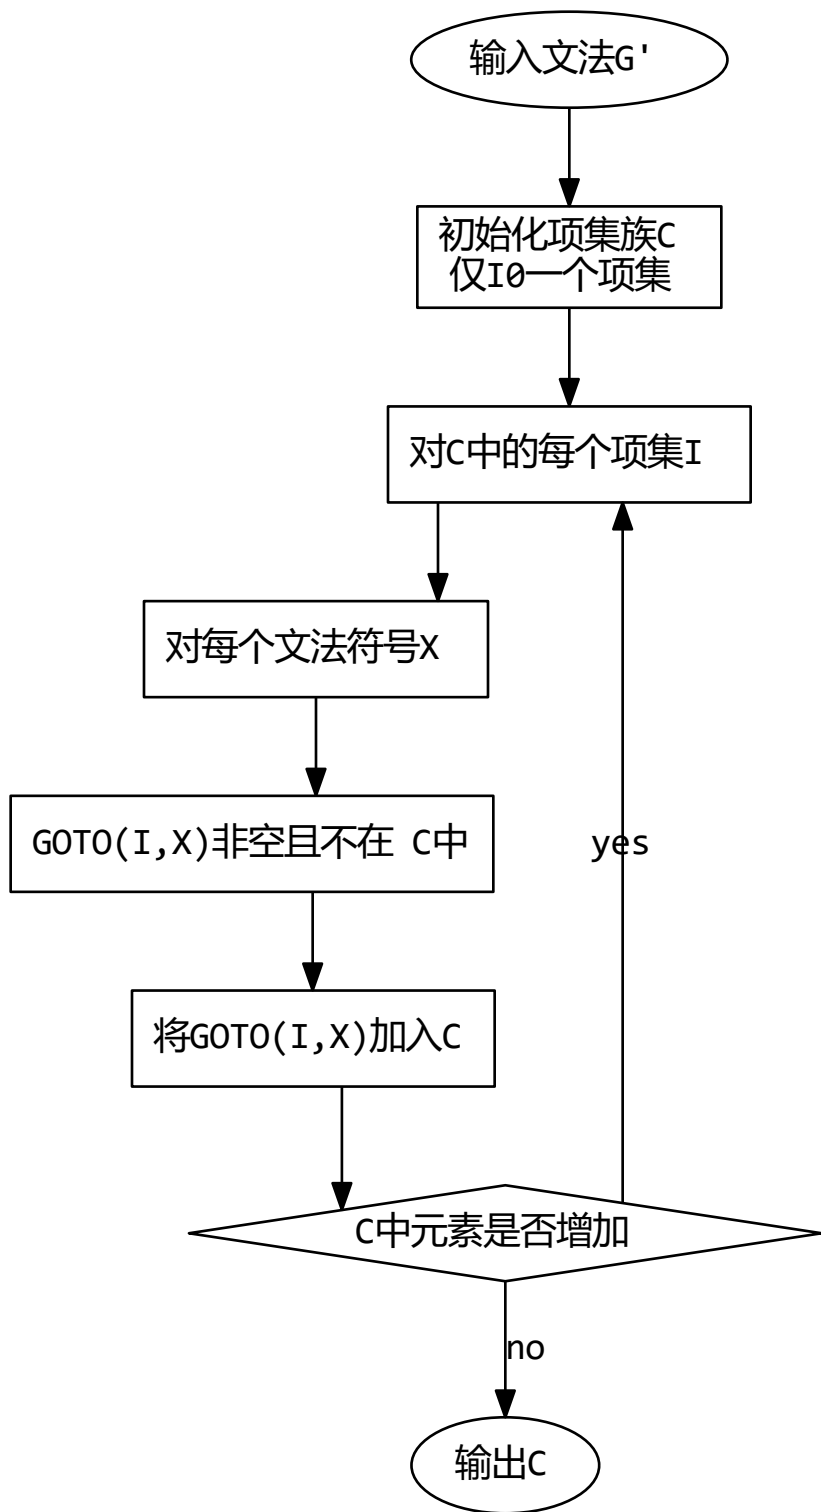 输入文法G'
初始化项集族C
仅I0一个项集
对C中的每个项集I
对每个文法符号X
GOTO(I,X)非空且不在 C中
yes
将GOTO(I,X)加入C
C中元素是否增加
no
输出C